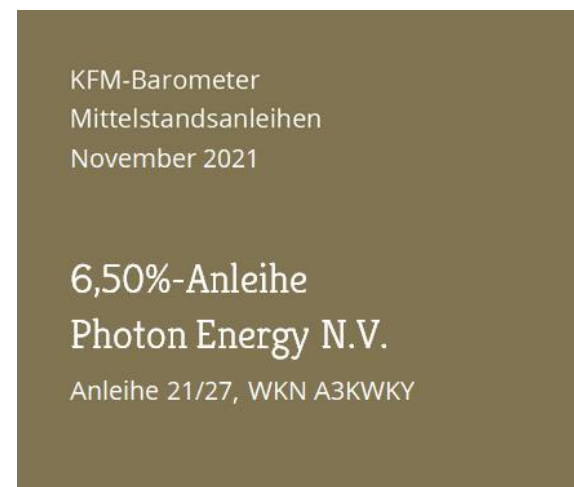 KFM-Barometer
Mittelstandsanleihen
November 2021
6,50%-Anleihe
Photon Energy N.V.
Anleihe 21/27, WKN A3KWKY